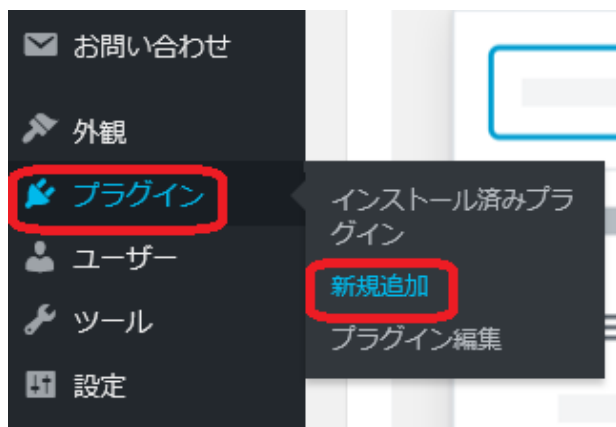 お問い合わせ
外観
プラグイン
ユーザー
ツール
設定
インストール済みプラ
グイン
新規追加
プラグイン編集